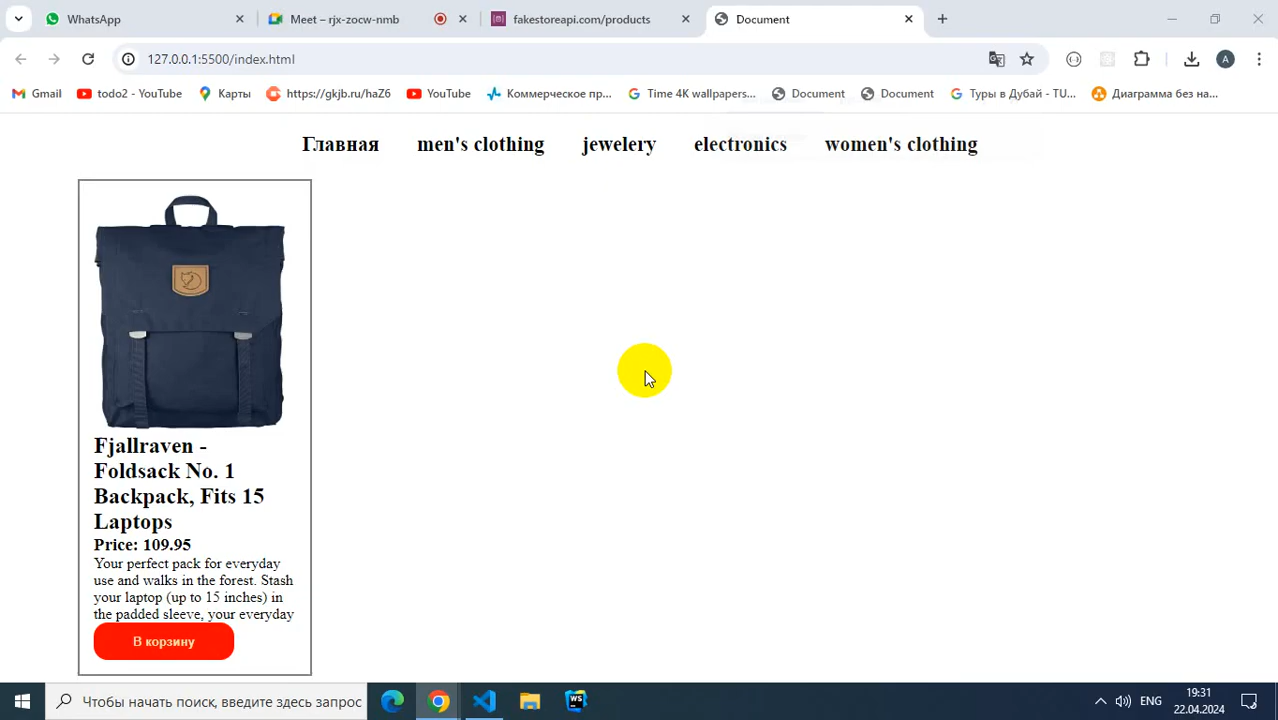 WhatsApp
Meet – rjx-zocw-nmb
fakestoreapi.com/products
Document
127.0.0.1:5500/index.html
A
Gmail
todo2 - YouTube
Карты
https://gkjb.ru/haZ6
YouTube
Коммерческое пр...
Time 4K wallpapers...
Document
Document
Туры в Дубай - TU...
Диаграмма без на...
Главная
men's clothing
jewelery
electronics
women's clothing
Fjallraven -
Foldsack No. 1
Backpack, Fits 15
Laptops
Price: 109.95
Your perfect pack for everyday
use and walks in the forest. Stash
your laptop (up to 15 inches) in
the padded sleeve, your everyday
В корзину
Чтобы начать поиск, введите здесь запрос
WS
ENG
19:31
22.04.2024